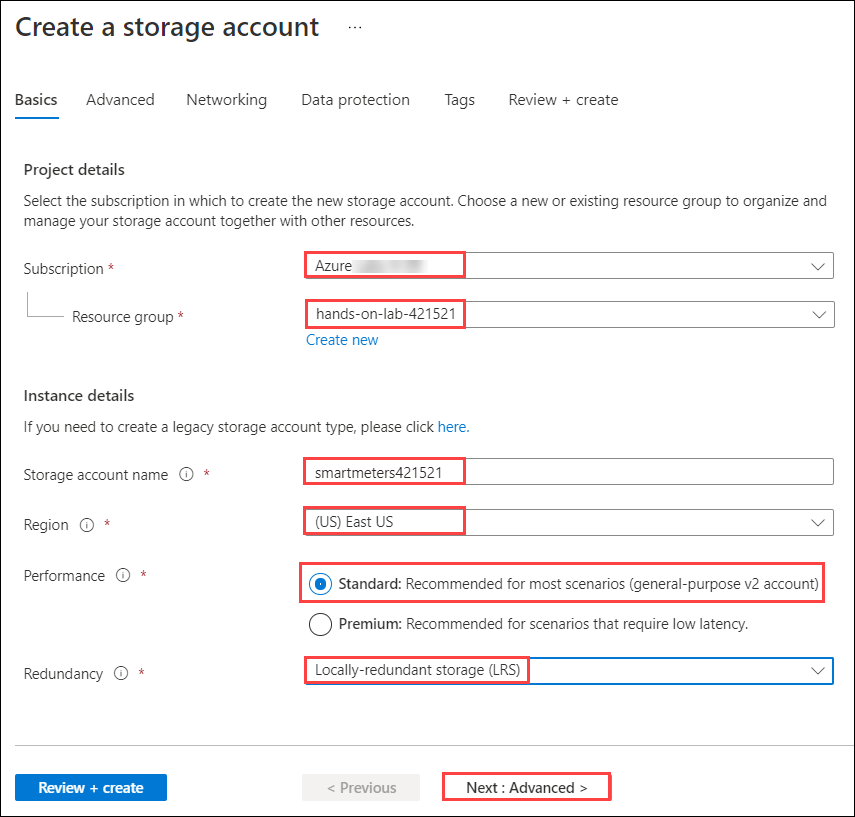 Create a storage account ...
Basics Advanced Networking Data protection Tags Review + create
Project details
Select the subscription in which to create the new storage account. Choose a new or existing resource group to organize and
manage your storage account together with other resources.
Subscription * Azure
Resource group * hands-on-lab-421521
Create new
Instance details
If you need to create a legacy storage account type, please click here.
Storage account name * smartmeters421521
Region * (US) East US
Performance * Standard: Recommended for most scenarios (general-purpose v2 account)
Premium: Recommended for scenarios that require low latency.
Redundancy * Locally-redundant storage (LRS)
Review + create < Previous Next : Advanced >